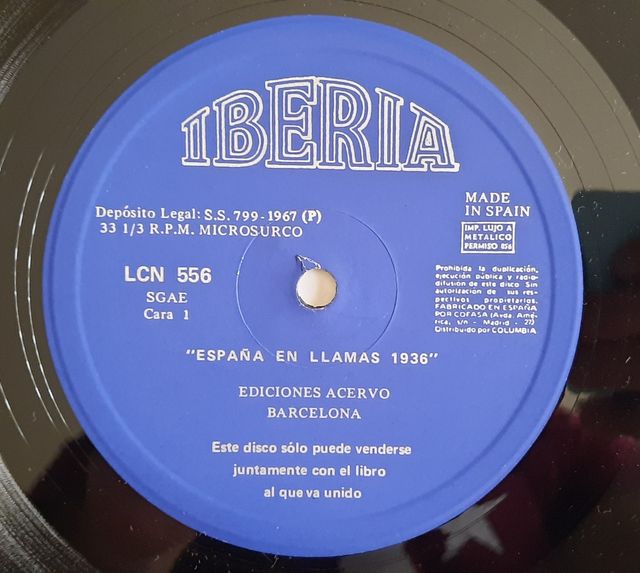 IBERIA
Depósito Legal: S.S. 799-1967 (P)
33 1/3 R.P.M. MICROSURCO
MADE
IN SPAIN
IMP. LUJO A
METALICO
PERMISO 856
LCN 556
SGAE
Cara 1
Prohibida la duplicación,
ejecución pública y radio-
difusión de este disco Sin
autorización de sus res-
pectivos propietarios.
FABRICADO EN ESPAÑA
POR COFASA (Avda. Amé-
rica, s/n - Madrid - 27)
Distribuido por COLUMBIA
"ESPAÑA EN LLAMAS 1936"
EDICIONES ACERVO
BARCELONA
Este disco sólo puede venderse
juntamente con el libro
al que va unido